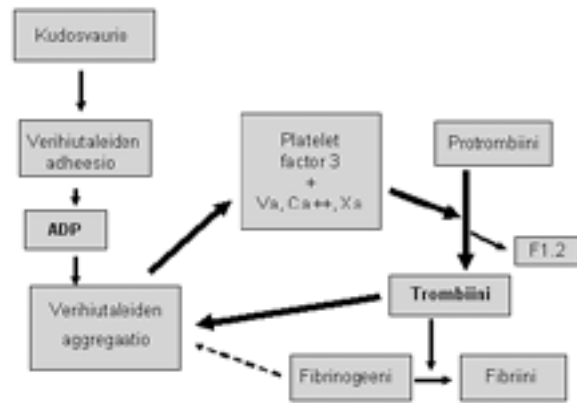 Kudosvaurio
Verihiutaleiden
adheesio
ADP
Verihiutaleiden
aggregaatio
Platelet
factor 3
+
Va, Ca++, Xa
Protrombiini
F1.2
Trombiini
Fibrinogeeni
Fibriini